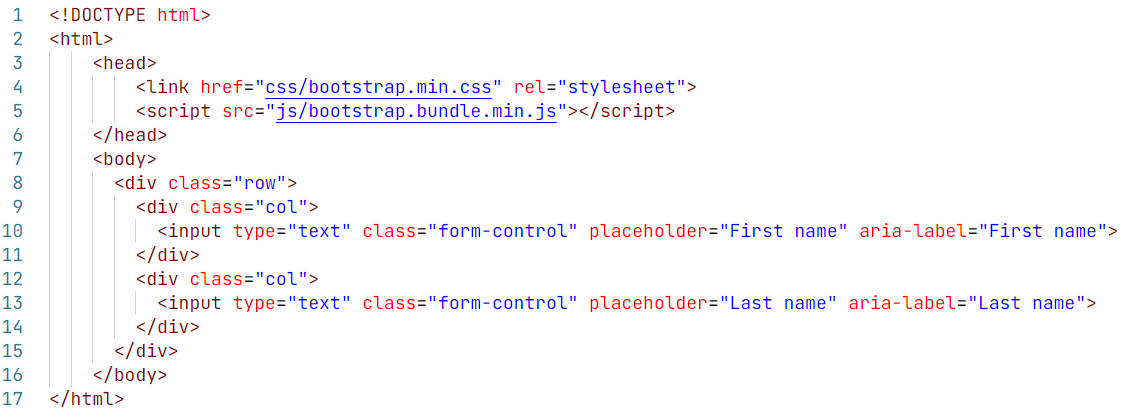 1 <!DOCTYPE html>
2 <html>
3     <head>
4         <link href="css/bootstrap.min.css" rel="stylesheet">
5         <script src="js/bootstrap.bundle.min.js"></script>
6     </head>
7     <body>
8       <div class="row">
9         <div class="col">
10           <input type="text" class="form-control" placeholder="First name" aria-label="First name">
11         </div>
12         <div class="col">
13           <input type="text" class="form-control" placeholder="Last name" aria-label="Last name">
14         </div>
15       </div>
16     </body>
17 </html>